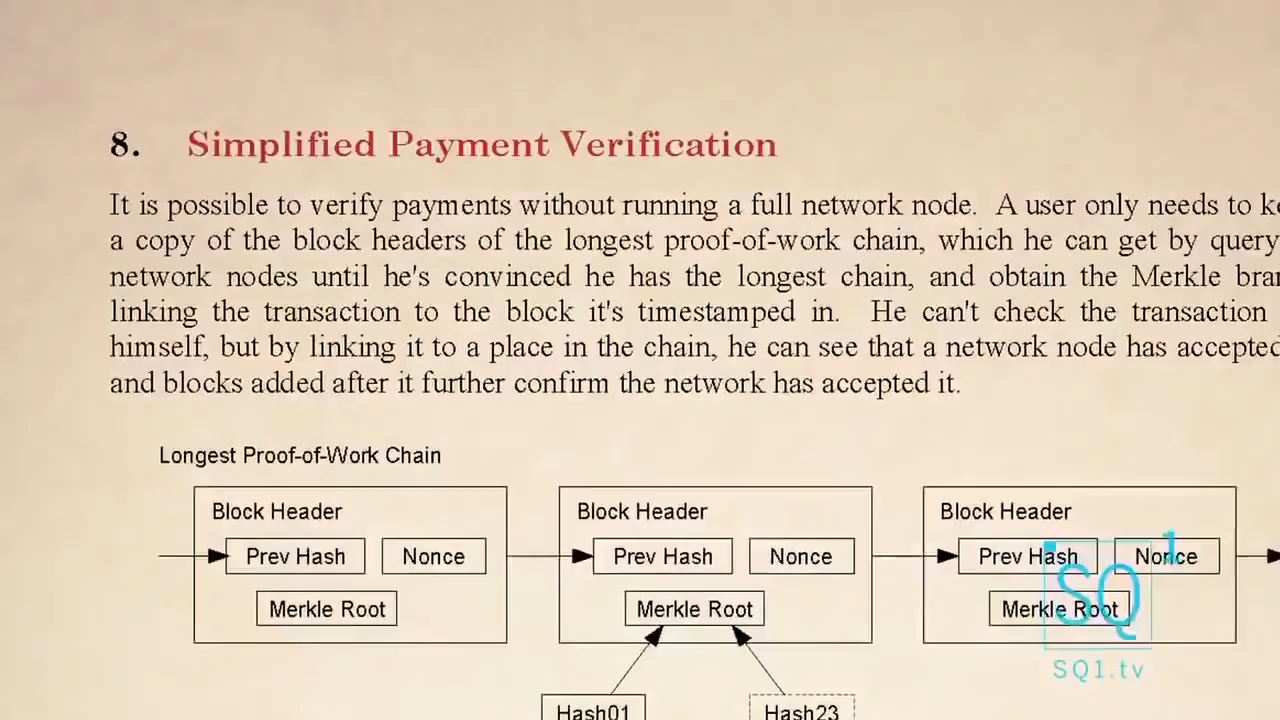 8. Simplified Payment Verification
It is possible to verify payments without running a full network node. A user only needs to
a copy of the block headers of the longest proof-of-work chain, which he can get by
network nodes until he's convinced he has the longest chain, and obtain the Merkle
linking the transaction to the block it's timestamped in. He can't check the transaction
himself, but by linking it to a place in the chain, he can see that a network node has accepted
and blocks added after it further confirm the network has accepted it.
Longest Proof-of-Work Chain
Block Header Block Header Block Header
Prev Hash Nonce Prev Hash Nonce Prev Hash Nonce
Merkle Root Merkle Root Merkle Root
SQ1
SQ1.tv
Hash01 Hash23